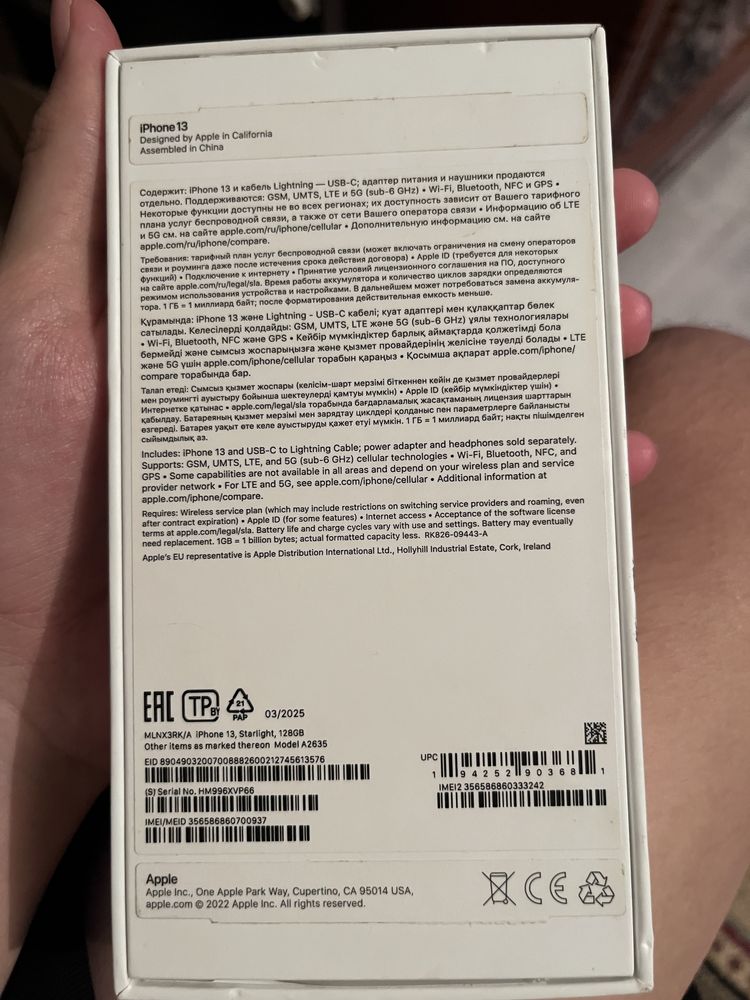 iPhone 13
Designed by Apple in California
Assembled in China
Содержит: iPhone 13 и кабель Lightning — USB-C; адаптер питания и наушники продаются
отдельно. Поддерживаются: GSM, UMTS, LTE и 5G (sub-6 GHz) • Wi-Fi, Bluetooth, NFC и GPS •
Некоторые функции доступны не во всех регионах; их доступность зависит от Вашего тарифного
плана услуг беспроводной связи, а также от сети Вашего оператора связи • Информацию об LTE
и 5G см. на сайте apple.com/ru/iphone/cellular • Дополнительную информацию см. на сайте
apple.com/ru/iphone/compare.
Требования: тарифный план услуг беспроводной связи (может включать ограничения на смену операторов
связи и роуминга даже после истечения срока действия договора) • Apple ID (требуется для некоторых
функций) • Подключение к интернету • Принятие условий лицензионного соглашения на ПО, доступного
на сайте apple.com/ru/legal/sla. Время работы аккумулятора и количество циклов зарядки определяются
режимом использования устройства и настройками. В дальнейшем может потребоваться замена аккумуля-
тора. 1 ГБ = 1 миллиард байт; после форматирования действительная емкость меньше.
Құрамында: iPhone 13 және Lightning - USB-C кабелі; қуат адаптері мен құлаққаптар бөлек
сатылады. Келесілерді қолдайды: GSM, UMTS, LTE және 5G (sub-6 GHz) ұялы технологиялары
• Wi-Fi, Bluetooth, NFC және GPS • Кейбір мүмкіндіктер барлық аймақтарда қолжетімді бола
бермейді және сымсыз жоспарыңызға және қызмет провайдерінің желісіне тәуелді болады • LTE
және 5G үшін apple.com/iphone/cellular торабын қараңыз • Қосымша ақпарат apple.com/iphone/
compare торабында бар.
Талап етеді: Сымсыз қызмет жоспары (келісім-шарт мерзімі біткеннен кейін де қызмет провайдерлері
мен роумингті ауыстыру бойынша шектеулерді қамтуы мүмкін) • Apple ID (кейбір мүмкіндіктер үшін) •
Интернетке қатынас • apple.com/legal/sla торабында бағдарламалық жасақтаманың лицензия шарттарын
қабылдау. Батареяның қызмет мерзімі мен зарядтау циклдері қолданыс пен параметрлерге байланысты
өзгереді. Батарея уақыт өте келе ауыстыруды қажет етуі мүмкін. 1 ГБ = 1 миллиард байт; нақты пішімделген
сыйымдылық аз.
Includes: iPhone 13 and USB-C to Lightning Cable; power adapter and headphones sold separately.
Supports: GSM, UMTS, LTE, and 5G (sub-6 GHz) cellular technologies • Wi-Fi, Bluetooth, NFC, and
GPS • Some capabilities are not available in all areas and depend on your wireless plan and service
provider network • For LTE and 5G, see apple.com/iphone/cellular • Additional information at
apple.com/iphone/compare.
Requires: Wireless service plan (which may include restrictions on switching service providers and roaming, even
after contract expiration) • Apple ID (for some features) • Internet access • Acceptance of the software license
terms at apple.com/legal/sla. Battery life and charge cycles vary with use and settings. Battery may eventually
need replacement. 1GB = 1 billion bytes; actual formatted capacity less. RK826-09443-A
Apple's EU representative is Apple Distribution International Ltd., Hollyhill Industrial Estate, Cork, Ireland
EAC TP BY 21 PAP 03/2025
MLNX3RK/A iPhone 13, Starlight, 128GB
Other items as marked thereon Model A2635
EID 89049032007008882600212745613576
(S) Serial No. HM996XVP66
IMEI/MEID 356586860700937
UPC
1 94252 90368 1
IMEI2 356586860333242
Apple
Apple Inc., One Apple Park Way, Cupertino, CA 95014 USA,
apple.com © 2022 Apple Inc. All rights reserved.
CE